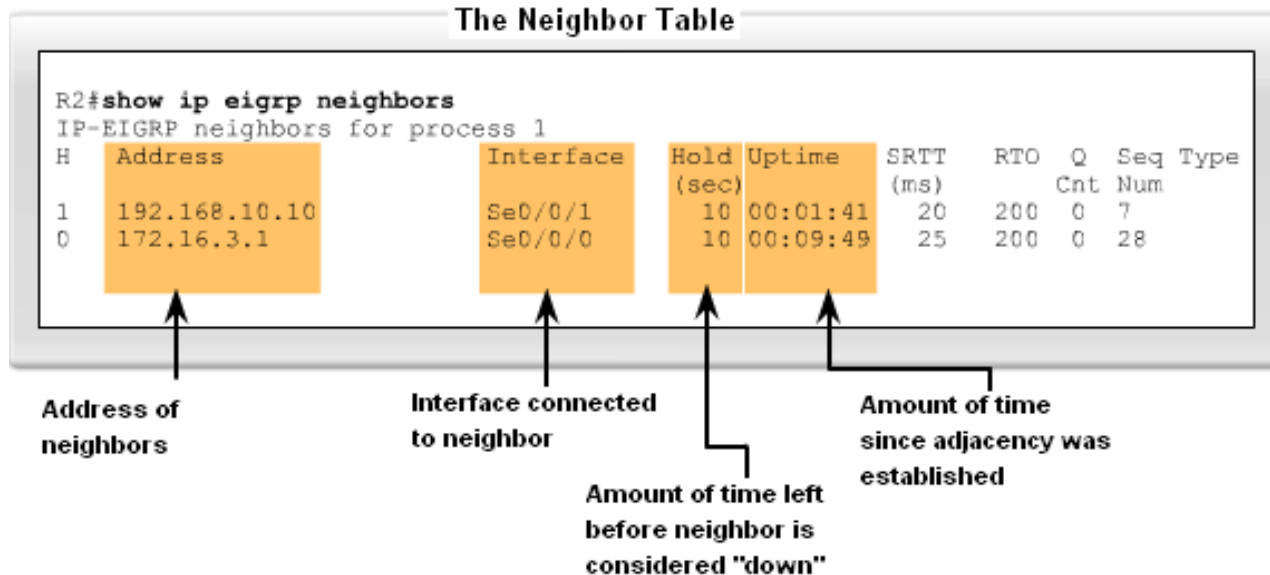 The Neighbor Table
R2#show ip eigrp neighbors
IP-EIGRP neighbors for process 1
H Address Interface Hold Uptime SRTT RTO Q Seq Type
(sec) (ms) Cnt Num
1 192.168.10.10 Se0/0/1 10 00:01:41 20 200 0 7
0 172.16.3.1 Se0/0/0 10 00:09:49 25 200 0 28
Address of
neighbors
Interface connected
to neighbor
Amount of time left
before neighbor is
considered "down"
Amount of time
since adjacency was
established